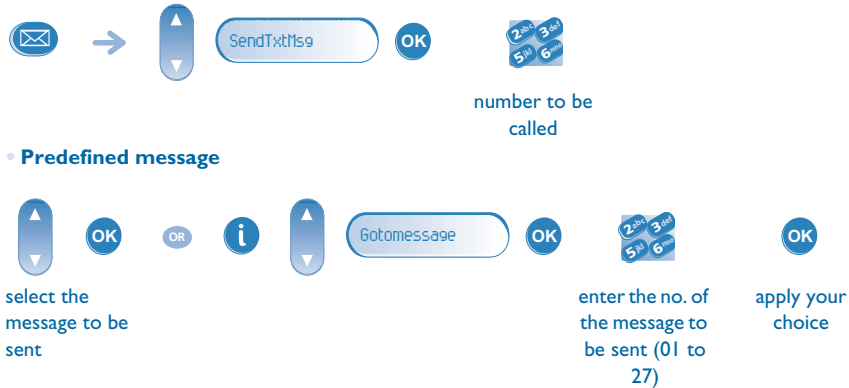 SendTxtMsg
OK
2abc 3def
5jkl 6mno
number to be
called
• Predefined message
OK
OR
i
Gotomessage
OK
2abc 3def
5jkl 6mno
OK
select the
message to be
sent
enter the no. of
the message to
be sent (01 to
27)
apply your
choice